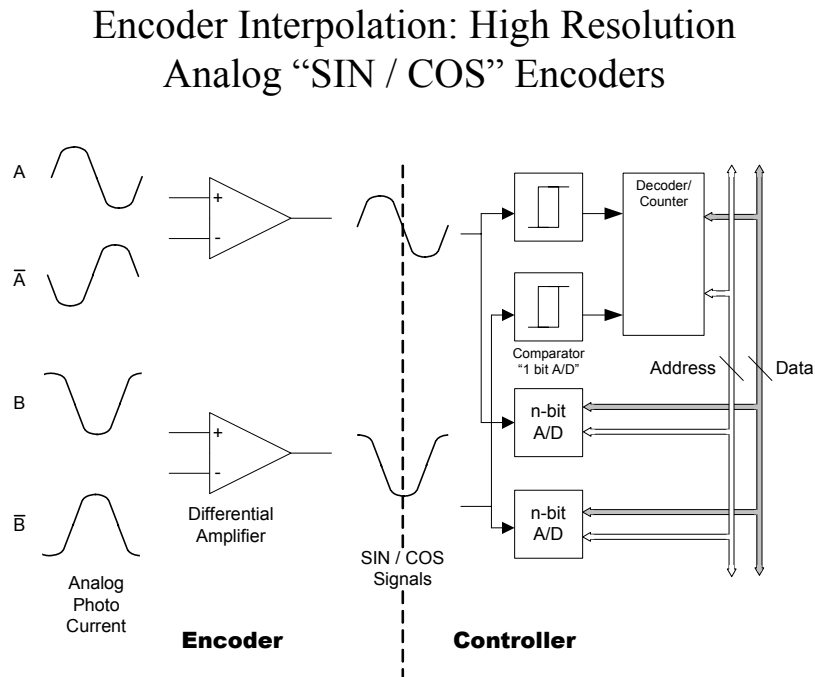 Encoder Interpolation: High Resolution
Analog “SIN / COS” Encoders
A
+
-
A̅
B
+
-
B̅
Analog
Photo
Current
Differential
Amplifier
SIN / COS
Signals
Encoder
Controller
Decoder/
Counter
Comparator
“1 bit A/D”
Address
Data
n-bit
A/D
n-bit
A/D